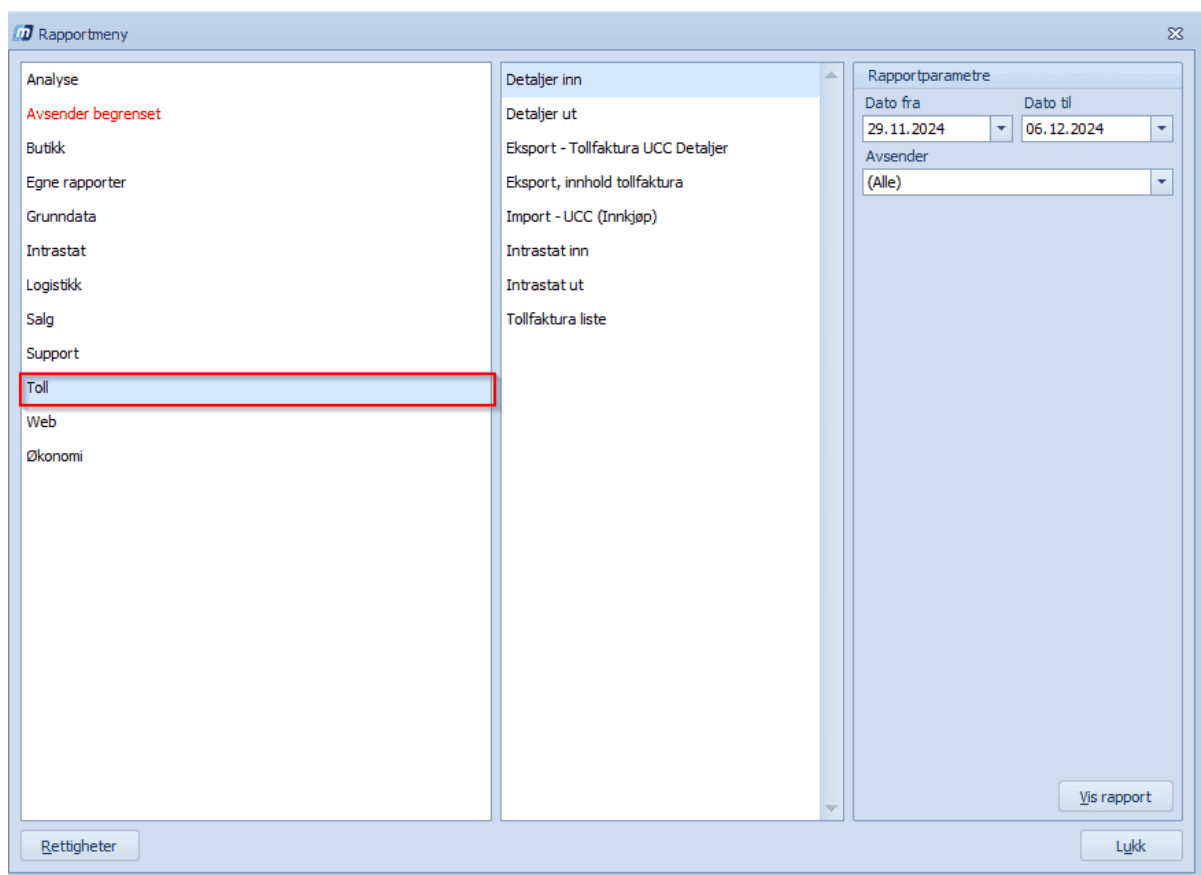 Rapportmeny
Analyse
Avsender begrenset
Butikk
Egne rapporter
Grunndata
Intrastat
Logistikk
Salg
Support
Toll
Web
Økonomi
Detaljer inn
Detaljer ut
Eksport - Tollfaktura UCC Detaljer
Eksport, innhold tollfaktura
Import - UCC (Innkjøp)
Intrastat inn
Intrastat ut
Tollfaktura liste
Rapportparametre
Dato fra Dato til
29.11.2024 06.12.2024
Avsender
(Alle)
Vis rapport
Rettigheter Lukk